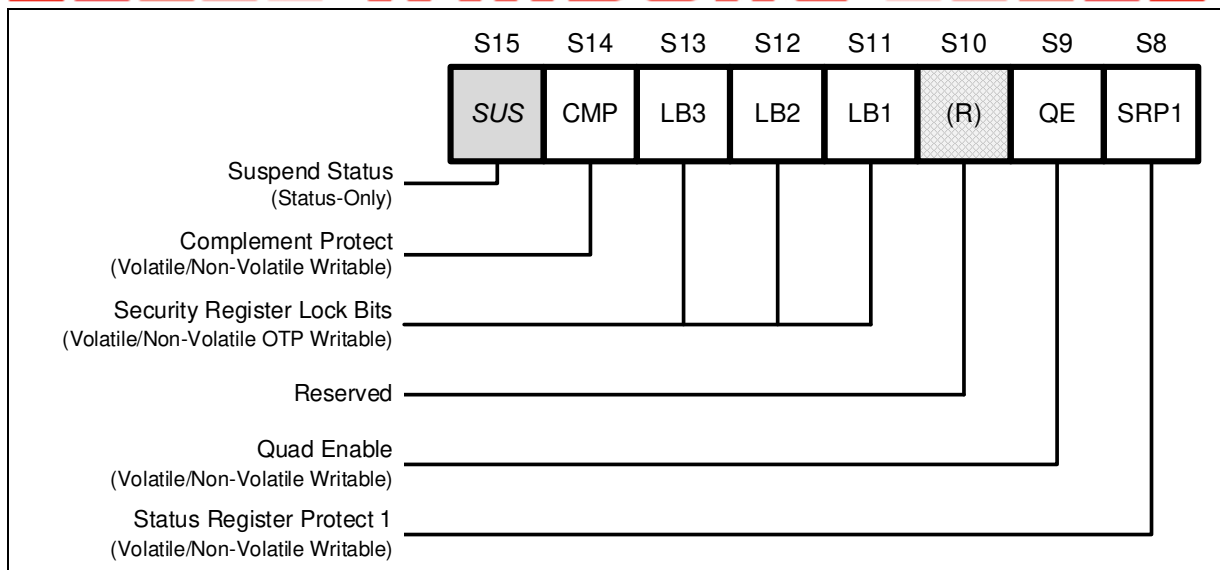 S15 S14 S13 S12 S11 S10 S9 S8
SUS CMP LB3 LB2 LB1 (R) QE SRP1
Suspend Status
(Status-Only)
Complement Protect
(Volatile/Non-Volatile Writable)
Security Register Lock Bits
(Volatile/Non-Volatile OTP Writable)
Reserved
Quad Enable
(Volatile/Non-Volatile Writable)
Status Register Protect 1
(Volatile/Non-Volatile Writable)